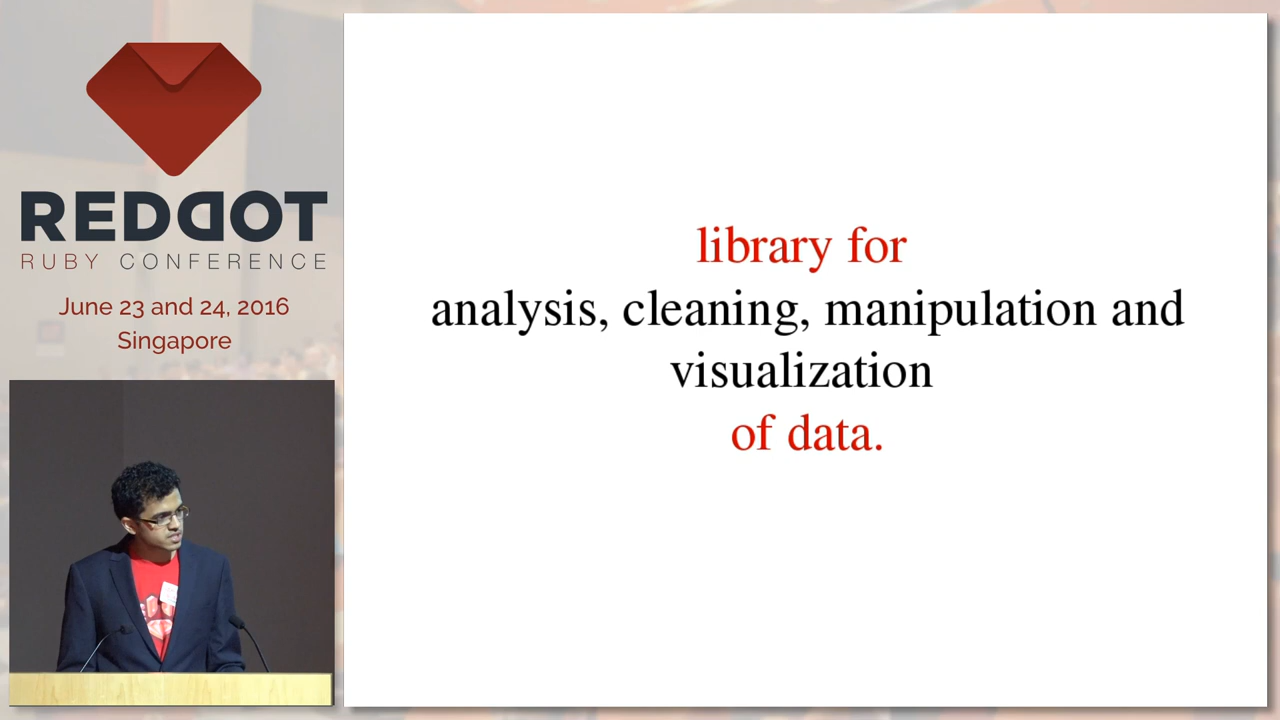 REDDOT
RUBY CONFERENCE
June 23 and 24, 2016
Singapore
library for
analysis, cleaning, manipulation and
visualization
of data.